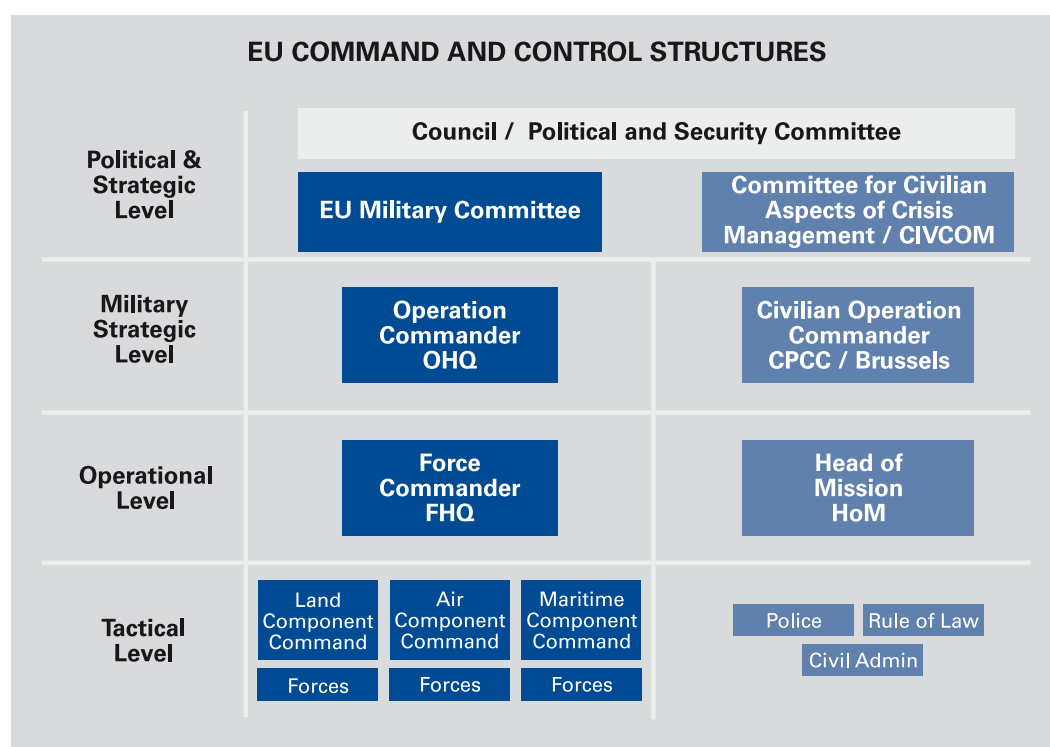 EU COMMAND AND CONTROL STRUCTURES
Political &
Strategic
Level
Council / Political and Security Committee
EU Military Committee
Committee for Civilian
Aspects of Crisis
Management / CIVCOM
Military
Strategic
Level
Operation
Commander
OHQ
Civilian Operation
Commander
CPCC / Brussels
Operational
Level
Force
Commander
FHQ
Head of
Mission
HoM
Tactical
Level
Land
Component
Command
Air
Component
Command
Maritime
Component
Command
Forces
Forces
Forces
Police
Rule of Law
Civil Admin